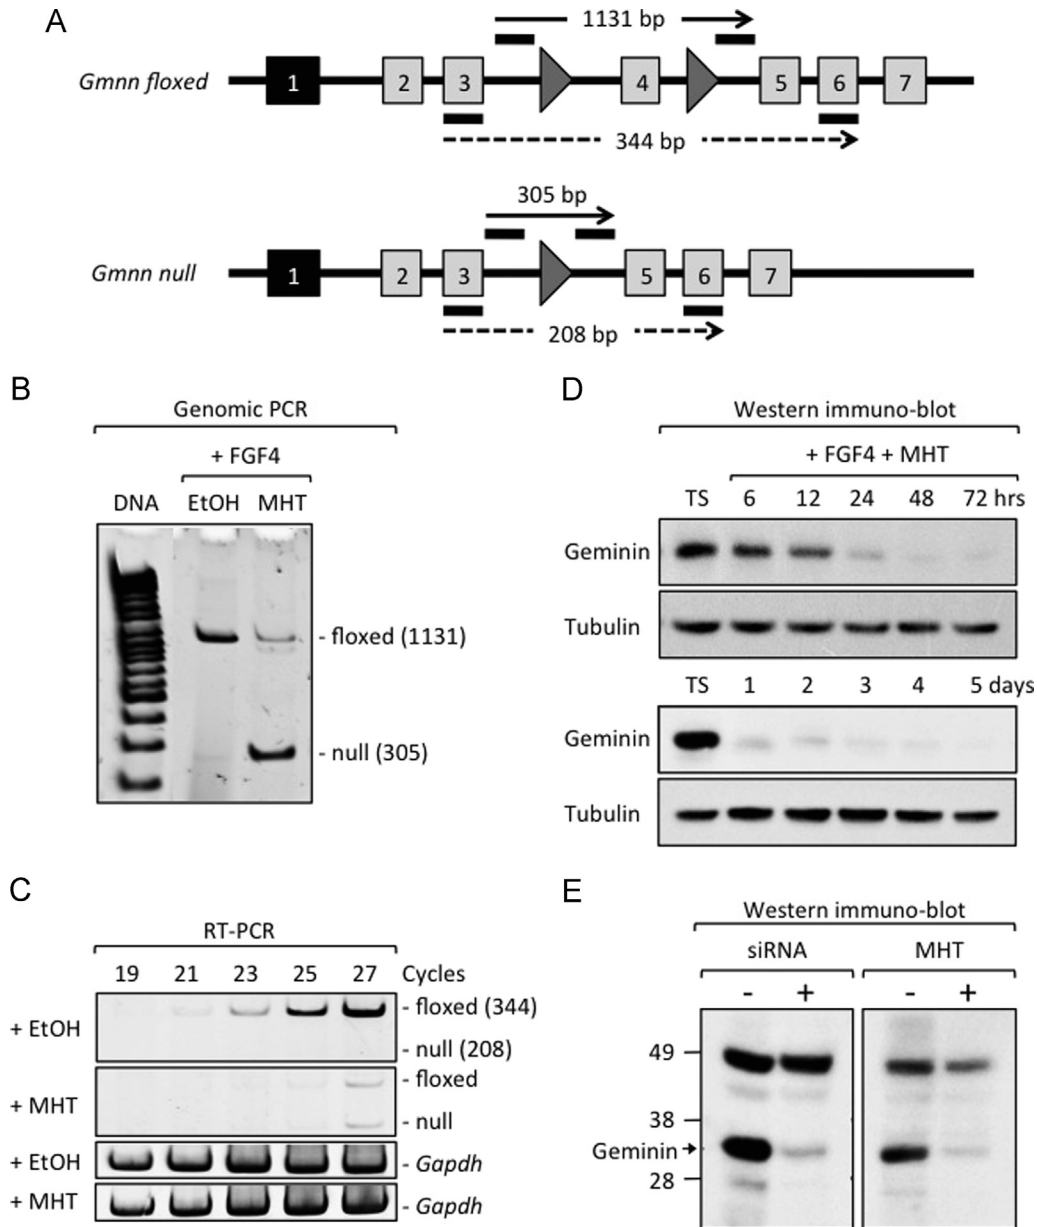 A
1131 bp
Gmnn floxed
1 2 3 4 5 6 7
344 bp
305 bp
Gmnn null
1 2 3 5 6 7
208 bp
B
Genomic PCR
+ FGF4
DNA EtOH MHT
- floxed (1131)
- null (305)
C
RT-PCR
19 21 23 25 27 Cycles
+ EtOH
- floxed (344)
- null (208)
+ MHT
- floxed
- null
+ EtOH - Gapdh
+ MHT - Gapdh
D
Western immuno-blot
+ FGF4 + MHT
TS 6 12 24 48 72 hrs
Geminin
Tubulin
TS 1 2 3 4 5 days
Geminin
Tubulin
E
Western immuno-blot
siRNA MHT
- + - +
49
38
Geminin
28